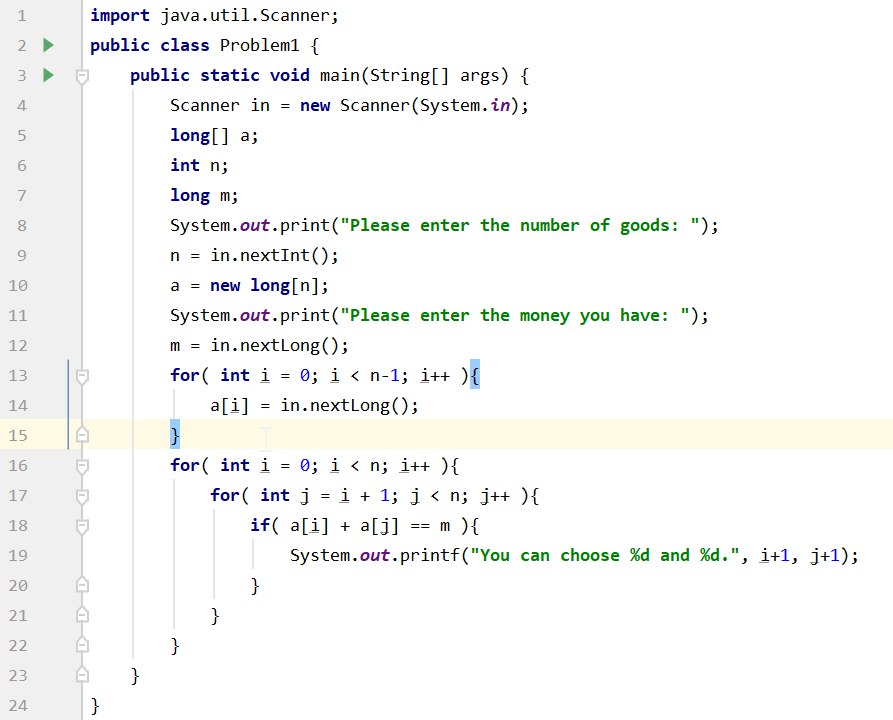 1 import java.util.Scanner;
2 public class Problem1 {
3 public static void main(String[] args) {
4 Scanner in = new Scanner(System.in);
5 long[] a;
6 int n;
7 long m;
8 System.out.print("Please enter the number of goods: ");
9 n = in.nextInt();
10 a = new long[n];
11 System.out.print("Please enter the money you have: ");
12 m = in.nextLong();
13 for( int i = 0; i < n-1; i++ ){
14 a[i] = in.nextLong();
15 }
16 for( int i = 0; i < n; i++ ){
17 for( int j = i + 1; j < n; j++ ){
18 if( a[i] + a[j] == m ){
19 System.out.printf("You can choose %d and %d.", i+1, j+1);
20 }
21 }
22 }
23 }
24 }